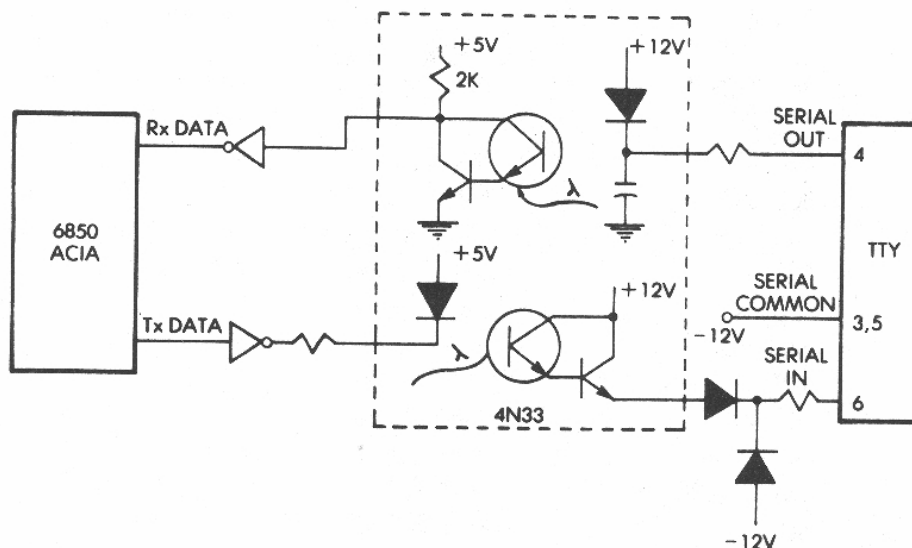 +5V
2K
+12V
SERIAL
OUT
Rx DATA
4
λ
6850
ACIA
TTY
+5V
+12V
SERIAL
COMMON
3,5
−12V
Tx DATA
λ
SERIAL
IN
6
4N33
−12V